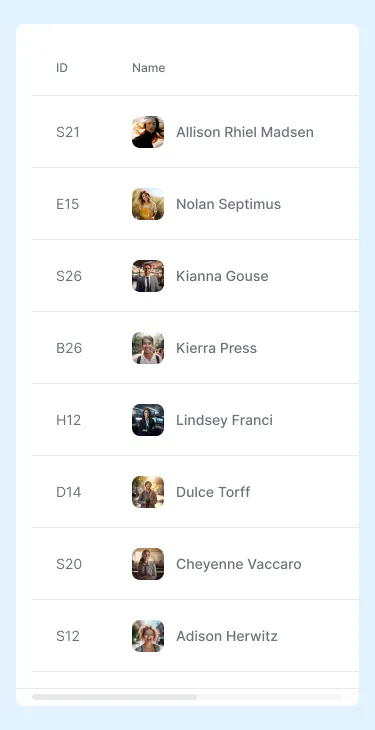 ID Name
S21 Allison Rhiel Madsen
E15 Nolan Septimus
S26 Kianna Gouse
B26 Kierra Press
H12 Lindsey Franci
D14 Dulce Torff
S20 Cheyenne Vaccaro
S12 Adison Herwitz